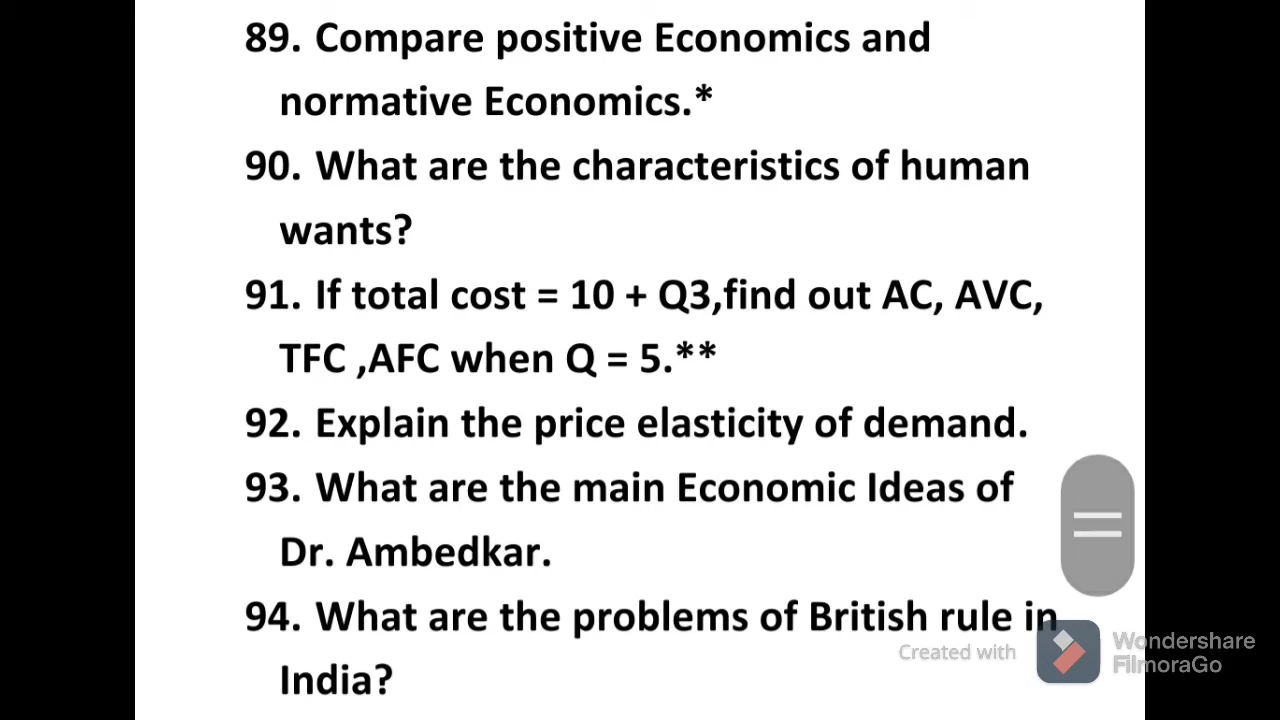 89. Compare positive Economics and
normative Economics.*
90. What are the characteristics of human
wants?
91. If total cost = 10 + Q3,find out AC, AVC,
TFC ,AFC when Q = 5.**
92. Explain the price elasticity of demand.
93. What are the main Economic Ideas of
Dr. Ambedkar.
94. What are the problems of British rule in
India?
Created with
Wondershare
FilmoraGo